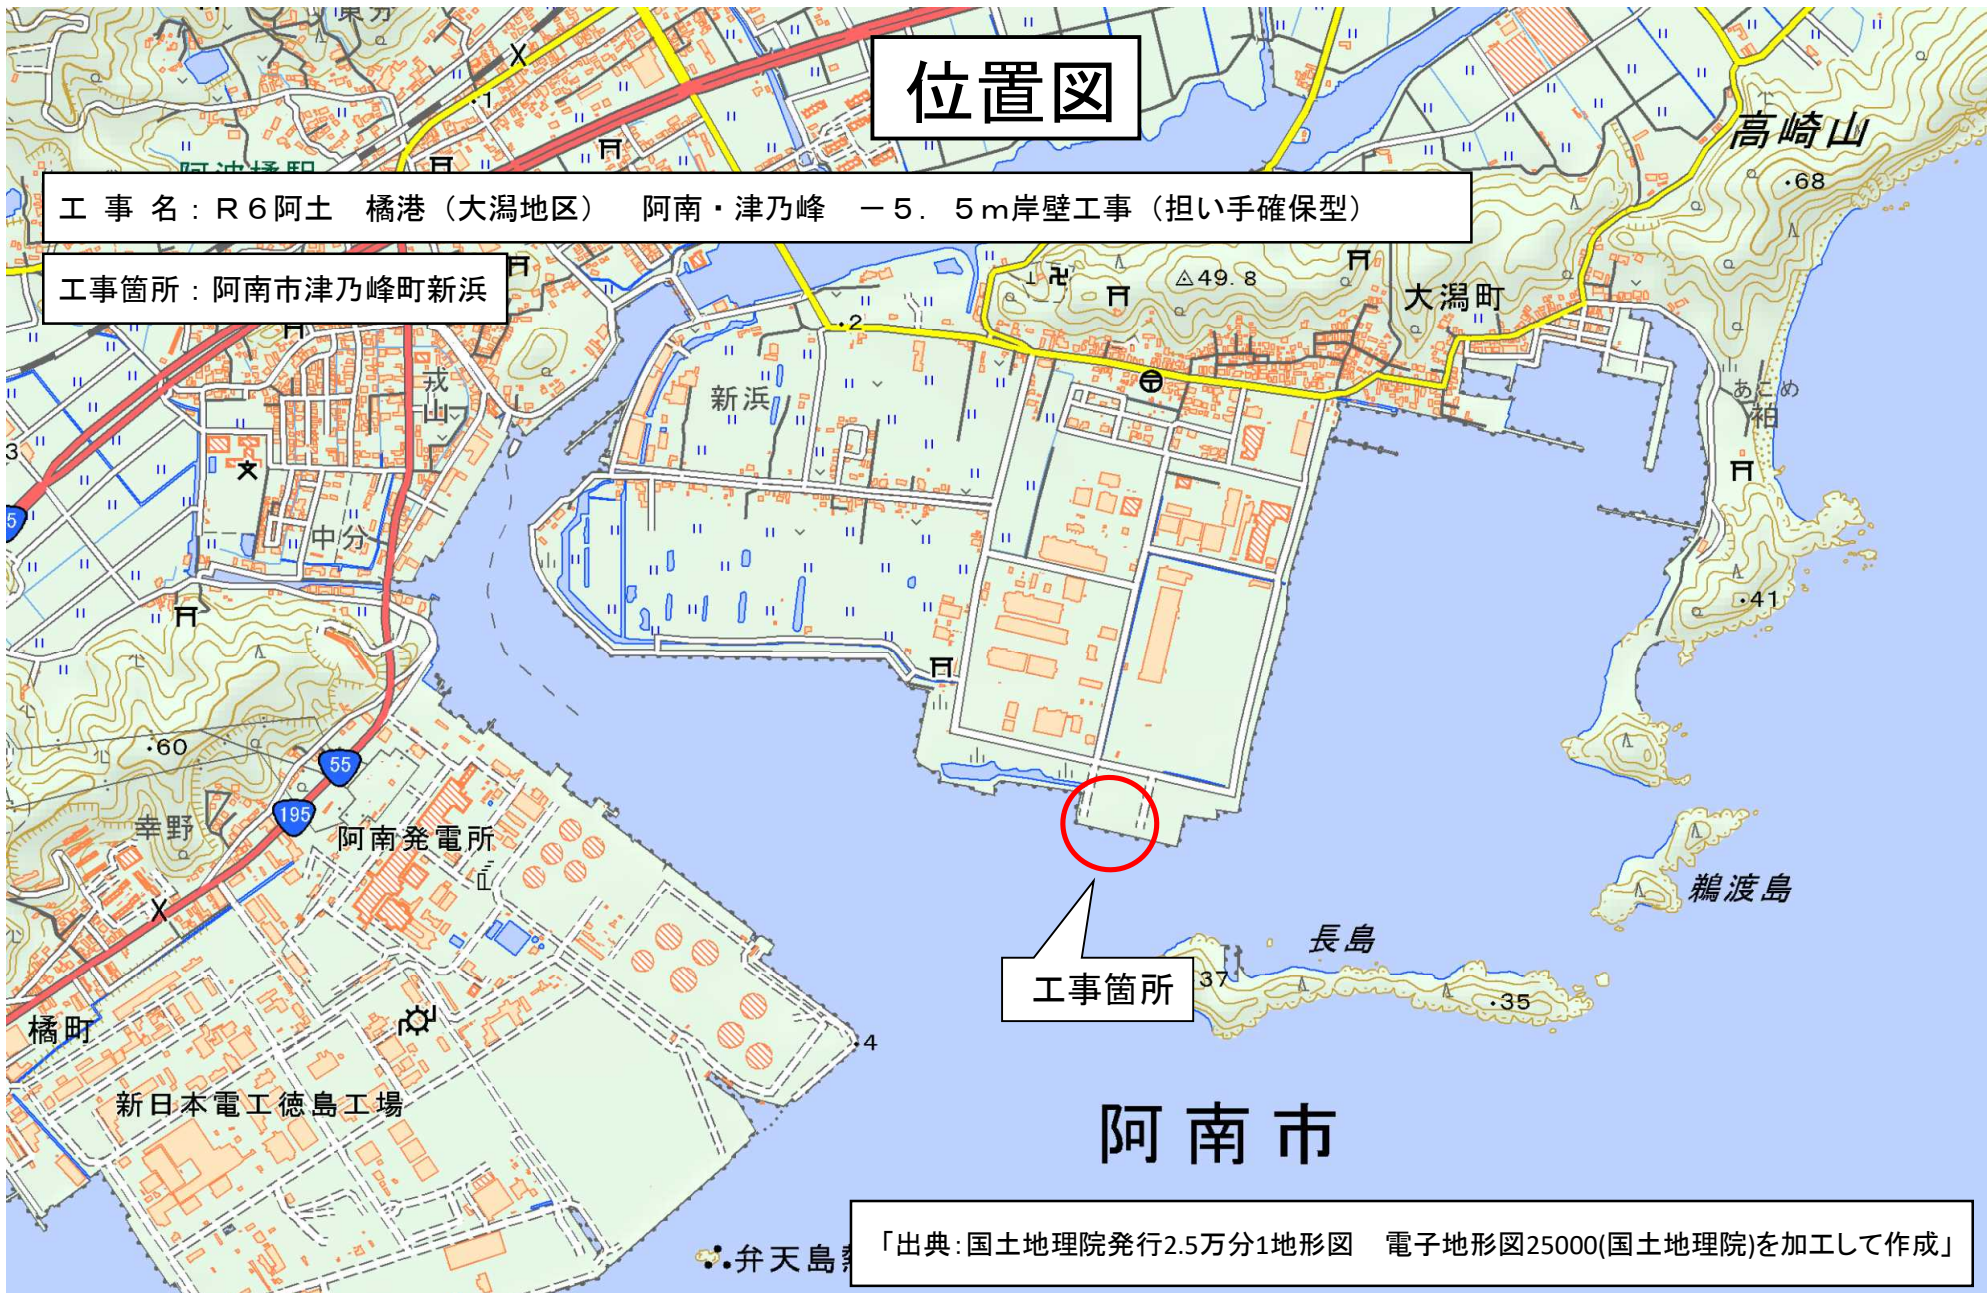 位置図
工 事 名：Ｒ６阿土　橘港（大潟地区）　阿南・津乃峰　－５．５ｍ岸壁工事（担い手確保型）
工事箇所：阿南市津乃峰町新浜
高崎山
・68
・1
△49.8
大潟町
・2
戎山
新浜
あこめ
袙
3
5
中分
・41
・60
55
195
幸野
阿南発電所
鵜渡島
長島
工事箇所
37
・35
橘町
・4
新日本電工徳島工場
阿南市
弁天島
「出典：国土地理院発行2.5万分1地形図　電子地形図25000(国土地理院)を加工して作成」